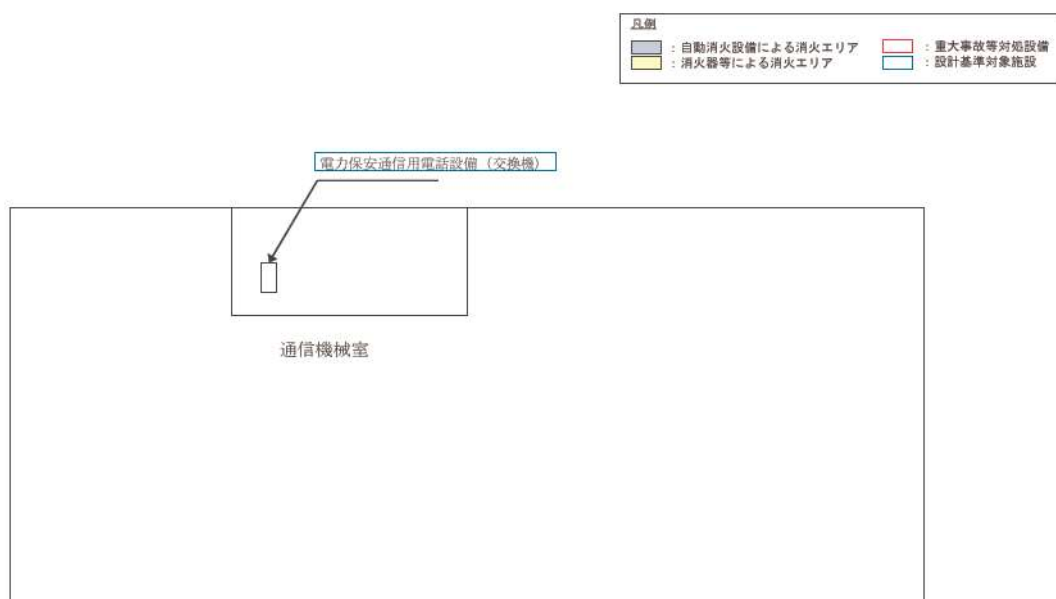 凡例
：自動消火設備による消火エリア
：重大事故等対処設備
：消火器等による消火エリア
：設計基準対象施設
電力保安通信用電話設備（交換機）
通信機械室